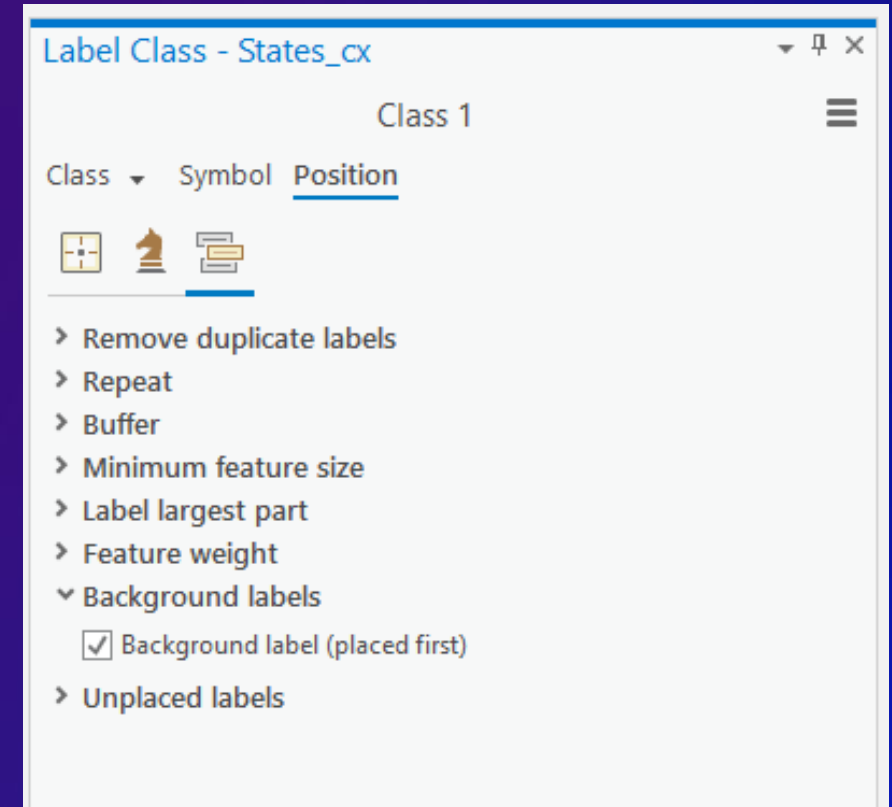 Label Class - States_cx
Class 1
Class Symbol Position
Remove duplicate labels
Repeat
Buffer
Minimum feature size
Label largest part
Feature weight
Background labels
Background label (placed first)
Unplaced labels